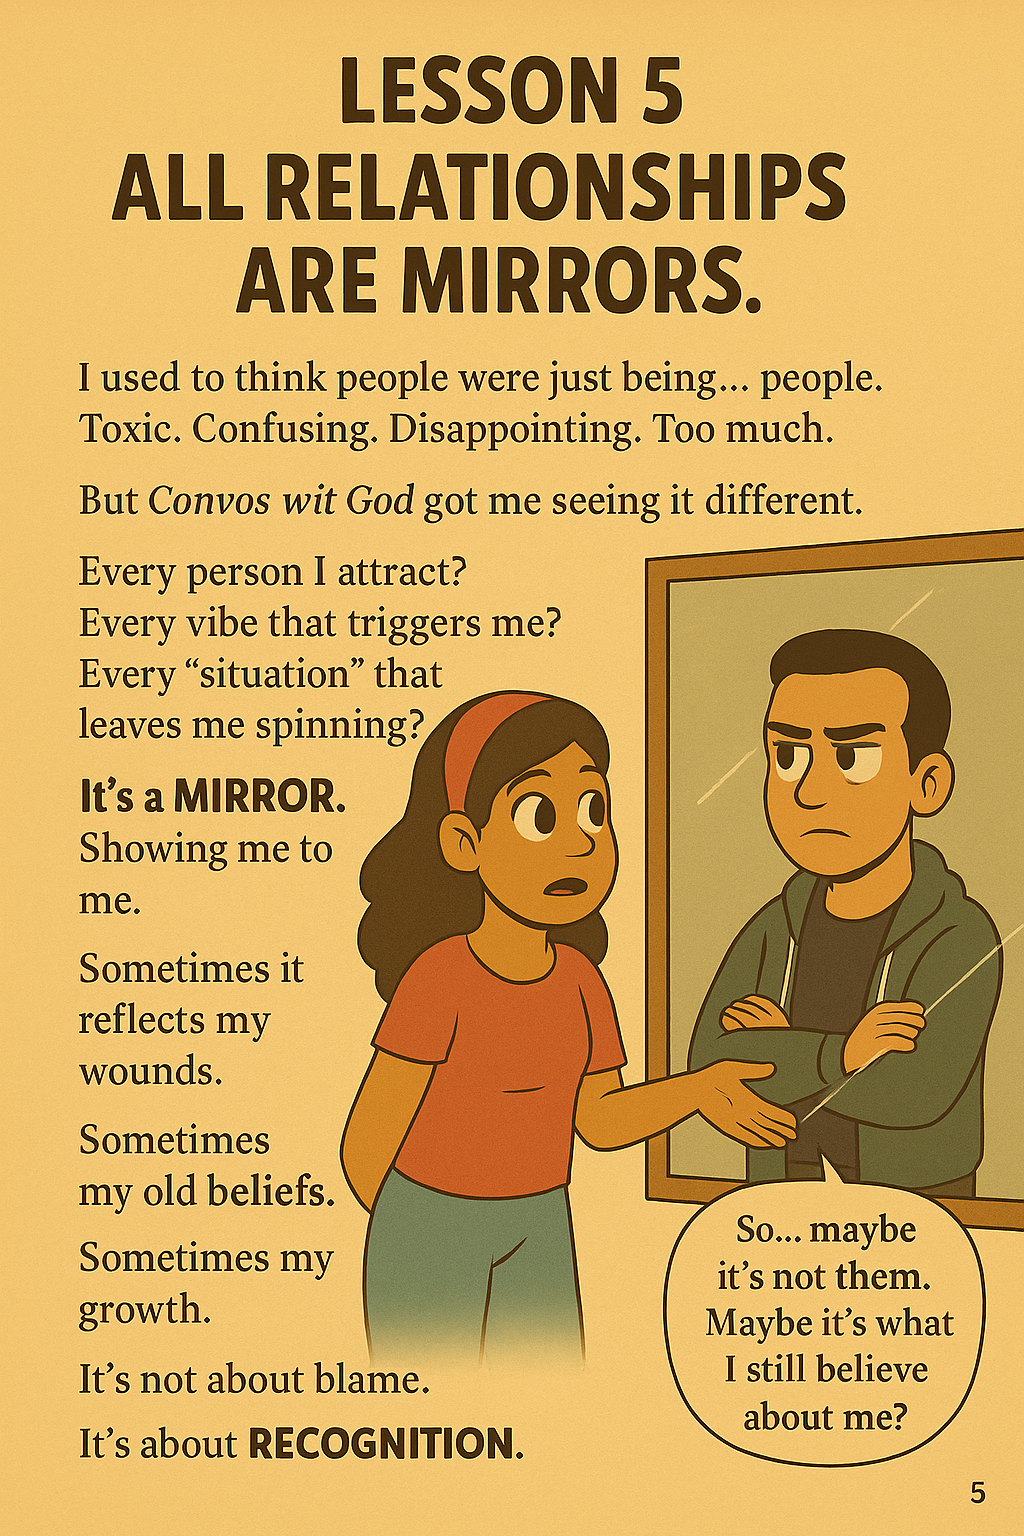 LESSON 5
ALL RELATIONSHIPS
ARE MIRRORS.
I used to think people were just being... people.
Toxic. Confusing. Disappointing. Too much.
But Convos wit God got me seeing it different.
Every person I attract?
Every vibe that triggers me?
Every “situation” that
leaves me spinning?
It’s a MIRROR.
Showing me to
me.
Sometimes it
reflects my
wounds.
Sometimes
my old beliefs.
Sometimes my
growth.
It’s not about blame.
It’s about RECOGNITION.
So... maybe
it’s not them.
Maybe it’s what
I still believe
about me?
5